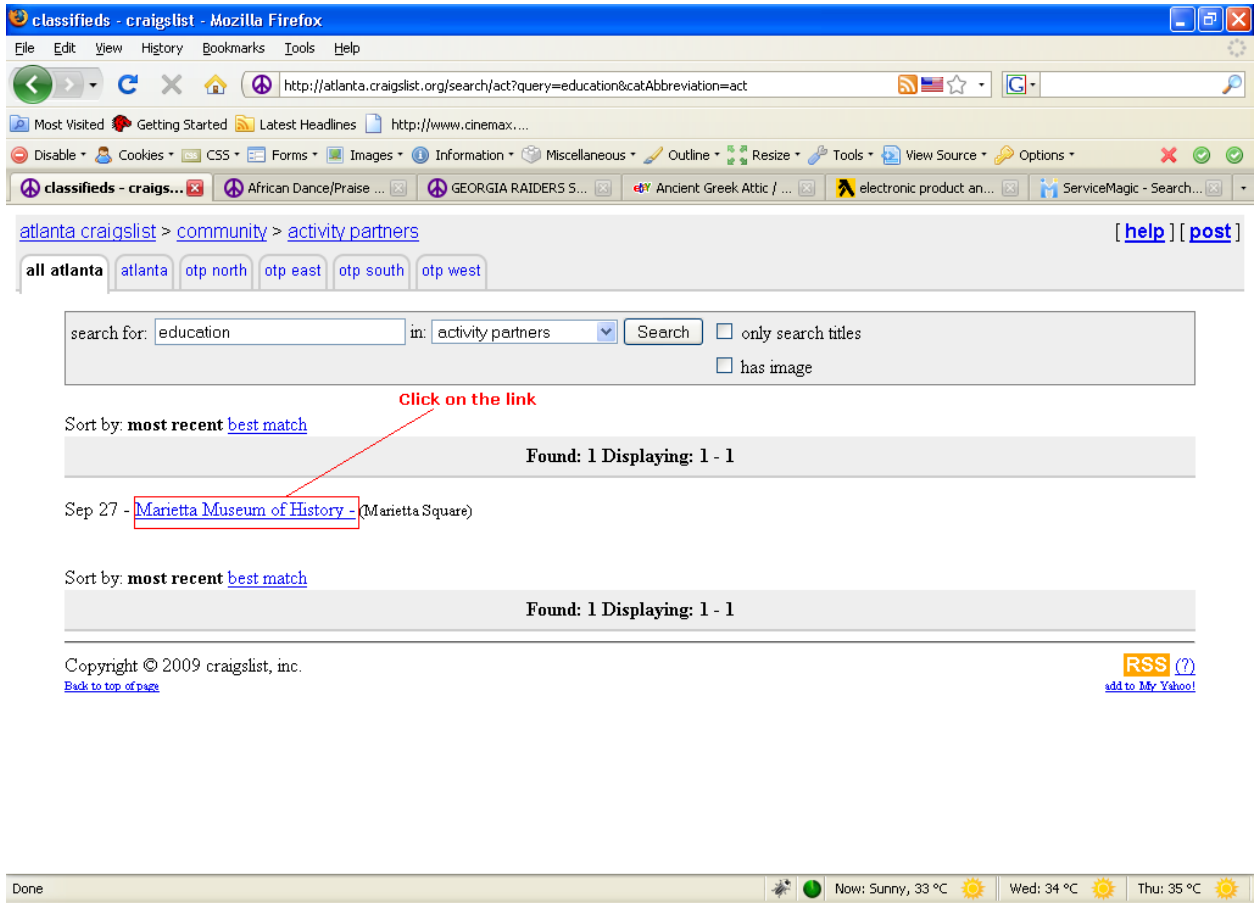 classifieds - craigslist - Mozilla Firefox
File Edit View History Bookmarks Tools Help
http://atlanta.craigslist.org/search/act?query=education&catAbbreviation=act
G
Most Visited Getting Started Latest Headlines http://www.cinemax....
Disable Cookies CSS Forms Images Information Miscellaneous Outline Resize Tools View Source Options
classifieds - craigs... African Dance/Praise ... GEORGIA RAIDERS S... ebY Ancient Greek Attic / ... electronic product an... ServiceMagic - Search...
atlanta craigslist > community > activity partners [ help ] [ post ]
all atlanta atlanta otp north otp east otp south otp west
search for: education in: activity partners Search only search titles
has image
Click on the link
Sort by: most recent best match
Found: 1 Displaying: 1 - 1
Sep 27 - Marietta Museum of History - (Marietta Square)
Sort by: most recent best match
Found: 1 Displaying: 1 - 1
Copyright © 2009 craigslist, inc. RSS (?)
Back to top of page add to My Yahoo!
Done Now: Sunny, 33 °C Wed: 34 °C Thu: 35 °C